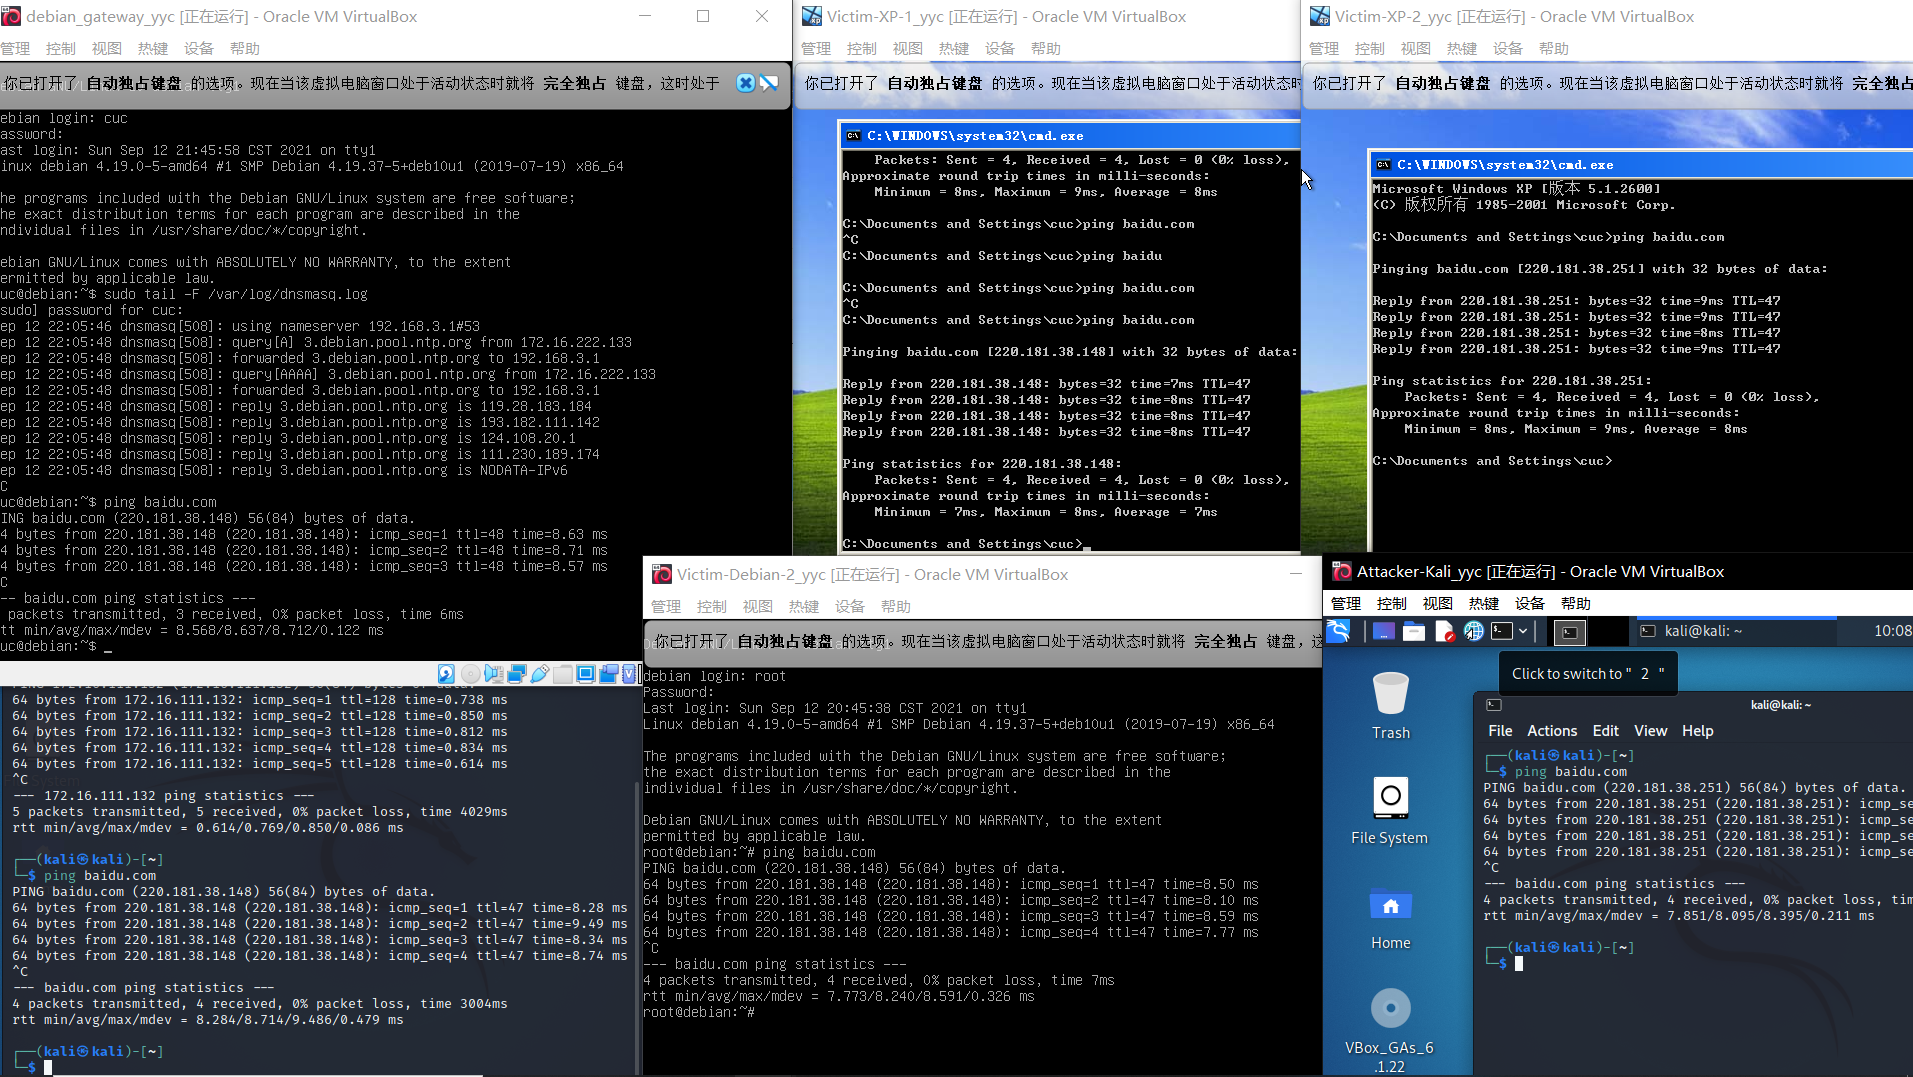 debian_gateway_yyc [正在运行] - Oracle VM VirtualBox
管理 控制 视图 热键 设备 帮助
你已打开了 自动独占键盘 的选项。现在当该虚拟电脑窗口处于活动状态时就将 完全独占 键盘，这时处于
ebian login: cuc
assword:
ast login: Sun Sep 12 21:45:58 CST 2021 on tty1
inux debian 4.19.0-5-amd64 #1 SMP Debian 4.19.37-5+deb10u1 (2019-07-19) x86_64
he programs included with the Debian GNU/Linux system are free software;
he exact distribution terms for each program are described in the
ndividual files in /usr/share/doc/*/copyright.
ebian GNU/Linux comes with ABSOLUTELY NO WARRANTY, to the extent
ermitted by applicable law.
uc@debian:~$ sudo tail -F /var/log/dnsmasq.log
sudo] password for cuc:
ep 12 22:05:46 dnsmasq[508]: using nameserver 192.168.3.1#53
ep 12 22:05:48 dnsmasq[508]: query[A] 3.debian.pool.ntp.org from 172.16.222.133
ep 12 22:05:48 dnsmasq[508]: forwarded 3.debian.pool.ntp.org to 192.168.3.1
ep 12 22:05:48 dnsmasq[508]: query[AAAA] 3.debian.pool.ntp.org from 172.16.222.133
ep 12 22:05:48 dnsmasq[508]: forwarded 3.debian.pool.ntp.org to 192.168.3.1
ep 12 22:05:48 dnsmasq[508]: reply 3.debian.pool.ntp.org is 119.28.183.184
ep 12 22:05:48 dnsmasq[508]: reply 3.debian.pool.ntp.org is 193.182.111.142
ep 12 22:05:48 dnsmasq[508]: reply 3.debian.pool.ntp.org is 124.108.20.1
ep 12 22:05:48 dnsmasq[508]: reply 3.debian.pool.ntp.org is 111.230.189.174
ep 12 22:05:48 dnsmasq[508]: reply 3.debian.pool.ntp.org is NODATA-IPv6
C
uc@debian:~$ ping baidu.com
ING baidu.com (220.181.38.148) 56(84) bytes of data.
4 bytes from 220.181.38.148 (220.181.38.148): icmp_seq=1 ttl=48 time=8.63 ms
4 bytes from 220.181.38.148 (220.181.38.148): icmp_seq=2 ttl=48 time=8.71 ms
4 bytes from 220.181.38.148 (220.181.38.148): icmp_seq=3 ttl=48 time=8.57 ms
C
-- baidu.com ping statistics ---
packets transmitted, 3 received, 0% packet loss, time 6ms
tt min/avg/max/mdev = 8.568/8.637/8.712/0.122 ms
uc@debian:~$ _
Victim-XP-1_yyc [正在运行] - Oracle VM VirtualBox
管理 控制 视图 热键 设备 帮助
你已打开了 自动独占键盘 的选项。现在当该虚拟电脑窗口处于活动状态时
C:\WINDOWS\system32\cmd.exe
Packets: Sent = 4, Received = 4, Lost = 0 (0% loss),
Approximate round trip times in milli-seconds:
Minimum = 8ms, Maximum = 9ms, Average = 8ms
C:\Documents and Settings\cuc>ping baidu.com
^C
C:\Documents and Settings\cuc>ping baidu
C:\Documents and Settings\cuc>ping baidu.com
^C
C:\Documents and Settings\cuc>ping baidu.com
Pinging baidu.com [220.181.38.148] with 32 bytes of data:
Reply from 220.181.38.148: bytes=32 time=7ms TTL=47
Reply from 220.181.38.148: bytes=32 time=8ms TTL=47
Reply from 220.181.38.148: bytes=32 time=8ms TTL=47
Reply from 220.181.38.148: bytes=32 time=8ms TTL=47
Ping statistics for 220.181.38.148:
Packets: Sent = 4, Received = 4, Lost = 0 (0% loss),
Approximate round trip times in milli-seconds:
Minimum = 7ms, Maximum = 8ms, Average = 7ms
C:\Documents and Settings\cuc>_
Victim-XP-2_yyc [正在运行] - Oracle VM VirtualBox
管理 控制 视图 热键 设备 帮助
你已打开了 自动独占键盘 的选项。现在当该虚拟电脑窗口处于活动状态时就将 完全独占
C:\WINDOWS\system32\cmd.exe
Microsoft Windows XP [版本 5.1.2600]
(C) 版权所有 1985-2001 Microsoft Corp.
C:\Documents and Settings\cuc>ping baidu.com
Pinging baidu.com [220.181.38.251] with 32 bytes of data:
Reply from 220.181.38.251: bytes=32 time=9ms TTL=47
Reply from 220.181.38.251: bytes=32 time=9ms TTL=47
Reply from 220.181.38.251: bytes=32 time=8ms TTL=47
Reply from 220.181.38.251: bytes=32 time=9ms TTL=47
Ping statistics for 220.181.38.251:
Packets: Sent = 4, Received = 4, Lost = 0 (0% loss),
Approximate round trip times in milli-seconds:
Minimum = 8ms, Maximum = 9ms, Average = 8ms
C:\Documents and Settings\cuc>
64 bytes from 172.16.111.132: icmp_seq=1 ttl=128 time=0.738 ms
64 bytes from 172.16.111.132: icmp_seq=2 ttl=128 time=0.850 ms
64 bytes from 172.16.111.132: icmp_seq=3 ttl=128 time=0.812 ms
64 bytes from 172.16.111.132: icmp_seq=4 ttl=128 time=0.834 ms
64 bytes from 172.16.111.132: icmp_seq=5 ttl=128 time=0.614 ms
^C
--- 172.16.111.132 ping statistics ---
5 packets transmitted, 5 received, 0% packet loss, time 4029ms
rtt min/avg/max/mdev = 0.614/0.769/0.850/0.086 ms
┌──(kali㉿kali)-[~]
└─$ ping baidu.com
PING baidu.com (220.181.38.148) 56(84) bytes of data.
64 bytes from 220.181.38.148 (220.181.38.148): icmp_seq=1 ttl=47 time=8.28 ms
64 bytes from 220.181.38.148 (220.181.38.148): icmp_seq=2 ttl=47 time=9.49 ms
64 bytes from 220.181.38.148 (220.181.38.148): icmp_seq=3 ttl=47 time=8.34 ms
64 bytes from 220.181.38.148 (220.181.38.148): icmp_seq=4 ttl=47 time=8.74 ms
^C
--- baidu.com ping statistics ---
4 packets transmitted, 4 received, 0% packet loss, time 3004ms
rtt min/avg/max/mdev = 8.284/8.714/9.486/0.479 ms
┌──(kali㉿kali)-[~]
└─$
Victim-Debian-2_yyc [正在运行] - Oracle VM VirtualBox
管理 控制 视图 热键 设备 帮助
你已打开了 自动独占键盘 的选项。现在当该虚拟电脑窗口处于活动状态时就将 完全独占 键盘，这
debian login: root
Password:
Last login: Sun Sep 12 20:45:38 CST 2021 on tty1
Linux debian 4.19.0-5-amd64 #1 SMP Debian 4.19.37-5+deb10u1 (2019-07-19) x86_64
The programs included with the Debian GNU/Linux system are free software;
the exact distribution terms for each program are described in the
individual files in /usr/share/doc/*/copyright.
Debian GNU/Linux comes with ABSOLUTELY NO WARRANTY, to the extent
permitted by applicable law.
root@debian:~# ping baidu.com
PING baidu.com (220.181.38.148) 56(84) bytes of data.
64 bytes from 220.181.38.148 (220.181.38.148): icmp_seq=1 ttl=47 time=8.50 ms
64 bytes from 220.181.38.148 (220.181.38.148): icmp_seq=2 ttl=47 time=8.10 ms
64 bytes from 220.181.38.148 (220.181.38.148): icmp_seq=3 ttl=47 time=8.59 ms
64 bytes from 220.181.38.148 (220.181.38.148): icmp_seq=4 ttl=47 time=7.77 ms
^C
--- baidu.com ping statistics ---
4 packets transmitted, 4 received, 0% packet loss, time 7ms
rtt min/avg/max/mdev = 7.773/8.240/8.591/0.326 ms
root@debian:~#
Attacker-Kali_yyc [正在运行] - Oracle VM VirtualBox
管理 控制 视图 热键 设备 帮助
kali@kali: ~
10:08
Click to switch to " 2 "
Trash
File System
Home
VBox_GAs_6
.1.22
kali@kali: ~
File Actions Edit View Help
┌──(kali㉿kali)-[~]
└─$ ping baidu.com
PING baidu.com (220.181.38.251) 56(84) bytes of data.
64 bytes from 220.181.38.251 (220.181.38.251): icmp_se
64 bytes from 220.181.38.251 (220.181.38.251): icmp_se
64 bytes from 220.181.38.251 (220.181.38.251): icmp_se
64 bytes from 220.181.38.251 (220.181.38.251): icmp_se
^C
--- baidu.com ping statistics ---
4 packets transmitted, 4 received, 0% packet loss, tim
rtt min/avg/max/mdev = 7.851/8.095/8.395/0.211 ms
┌──(kali㉿kali)-[~]
└─$